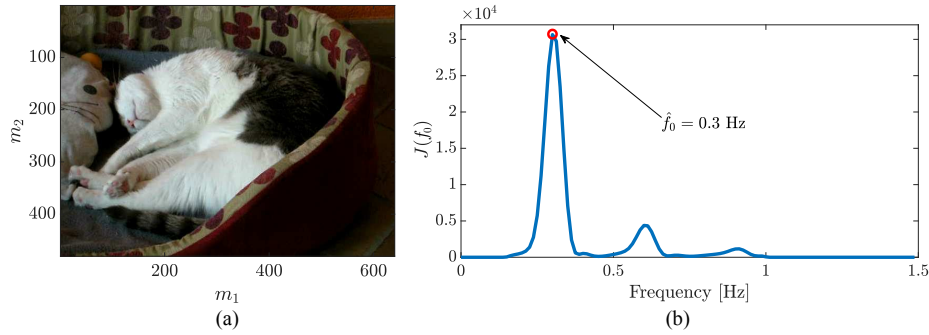 100
200
300
400
m₂
200
400
600
m₁
(a)
×10⁴
3
2.5
2
1.5
1
0.5
0
J(f₀)
f̂₀ = 0.3 Hz
0
0.5
1
1.5
Frequency [Hz]
(b)